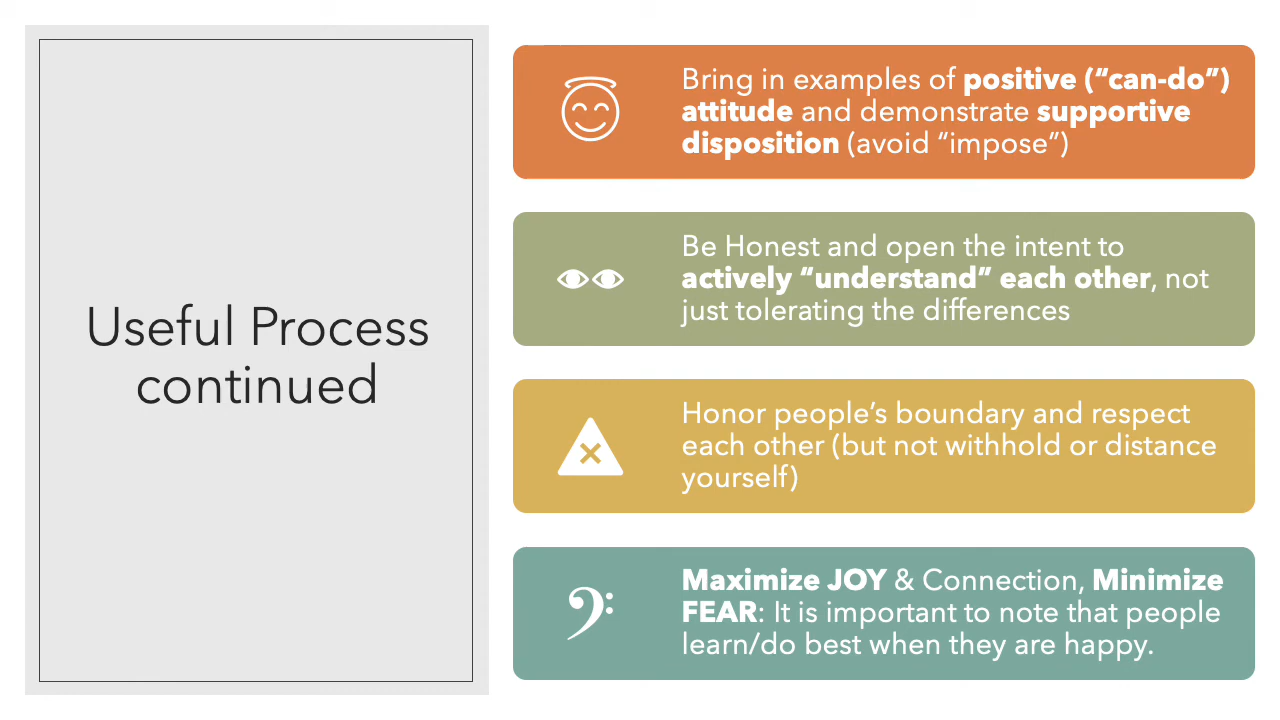 Useful Process
continued
Bring in examples of positive (“can-do”)
attitude and demonstrate supportive
disposition (avoid “impose”)
Be Honest and open the intent to
actively “understand” each other, not
just tolerating the differences
Honor people’s boundary and respect
each other (but not withhold or distance
yourself)
Maximize JOY & Connection, Minimize
FEAR: It is important to note that people
learn/do best when they are happy.